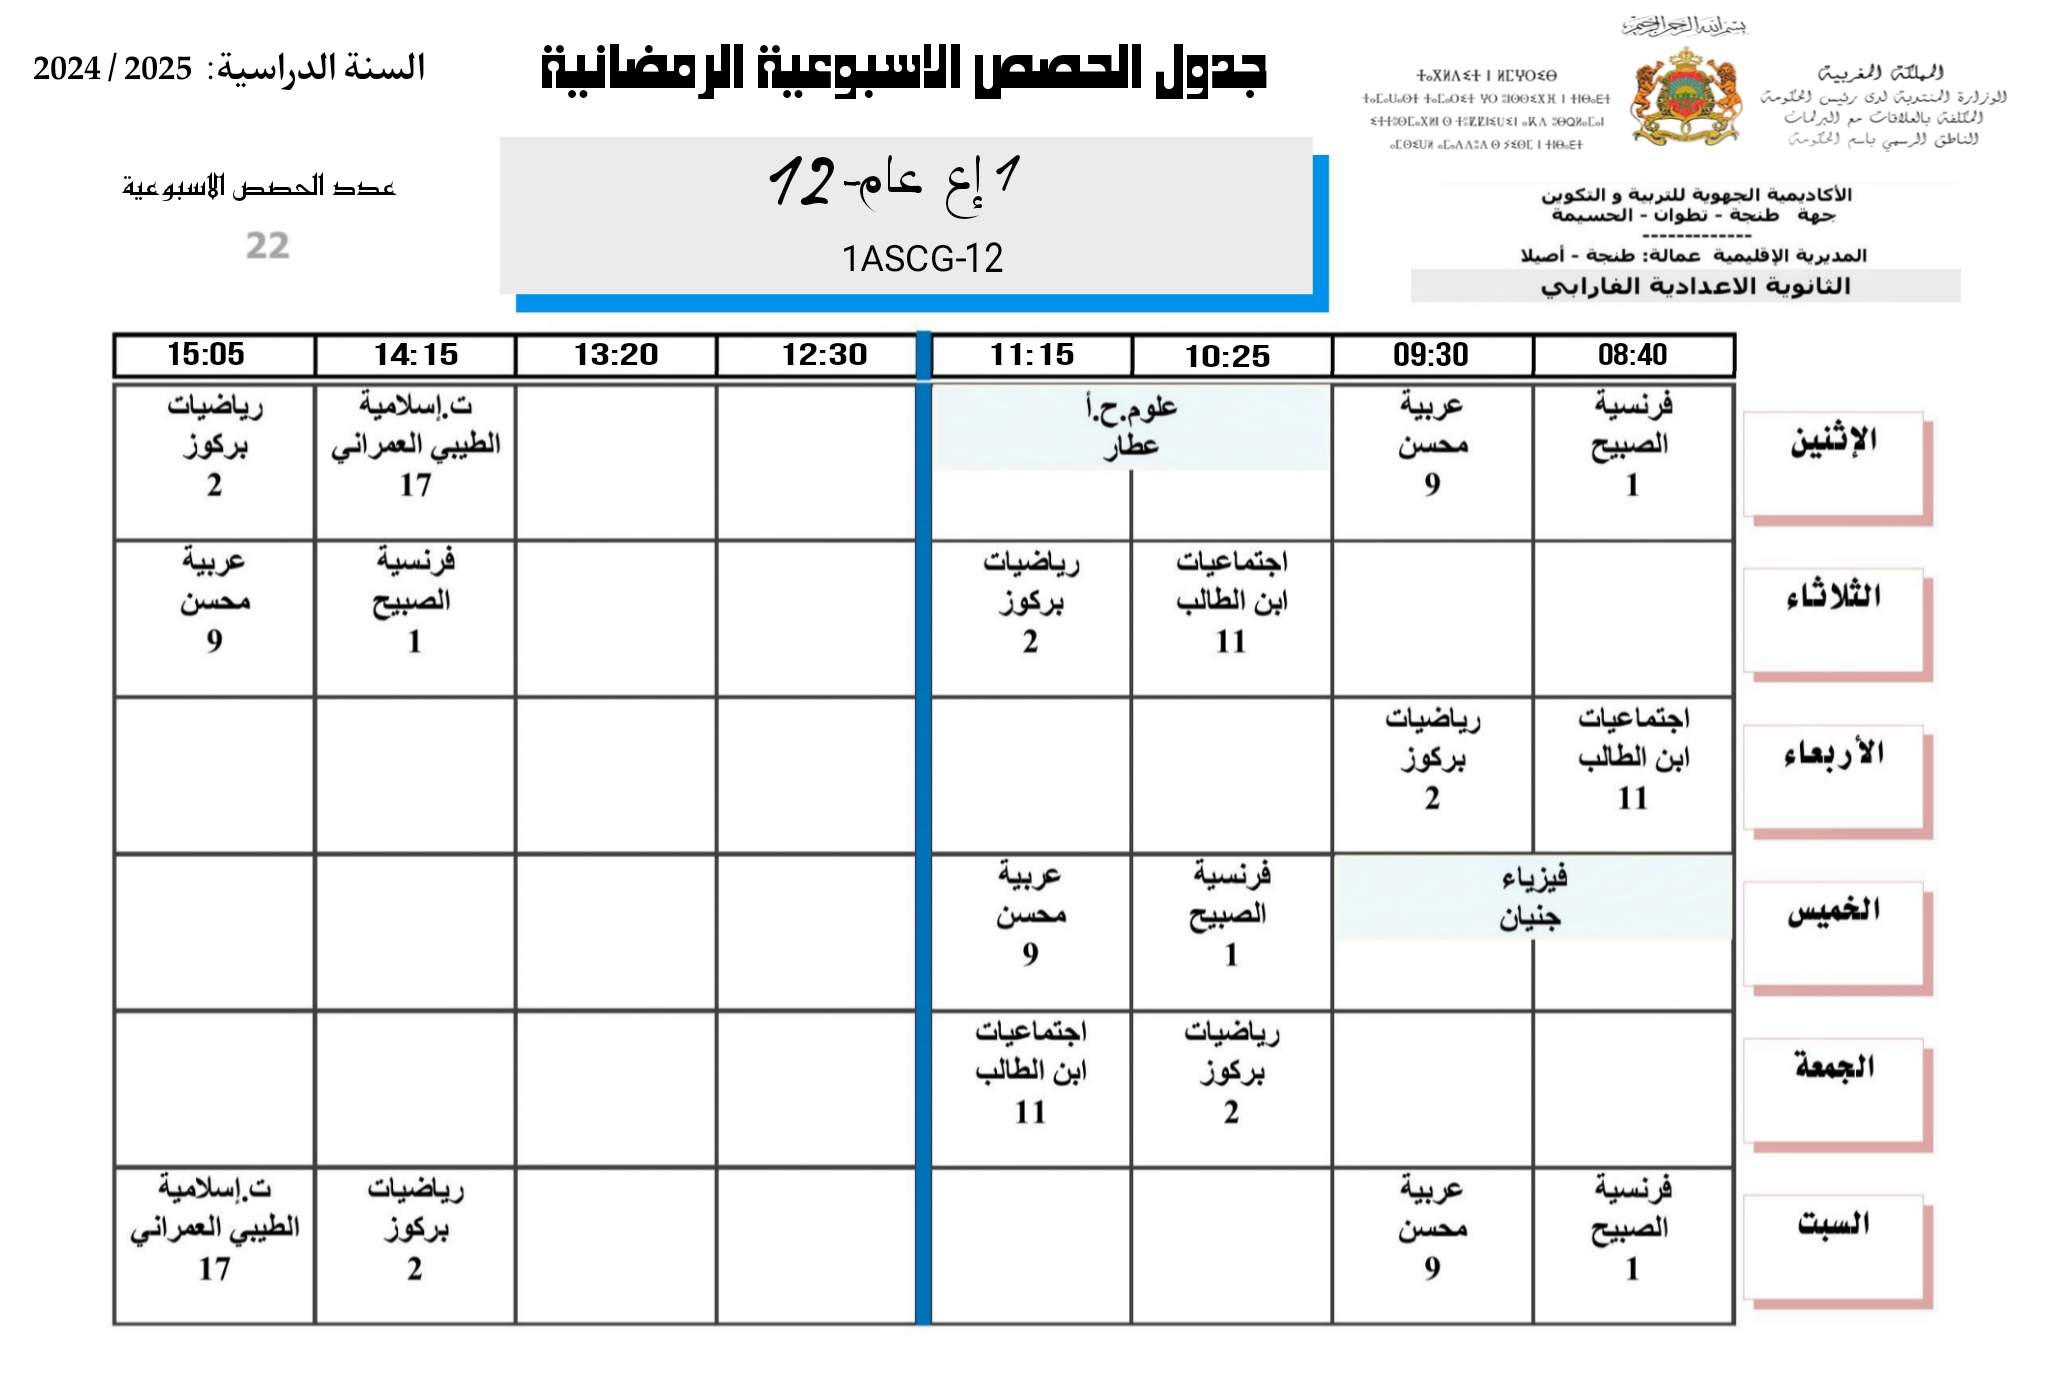 بسم الله الرحمن الرحيم
المملكة المغربية
الوزارة المنتدبة لدى رئيس الحكومة
المكلفة بالعلاقات مع البرلمان
الناطق الرسمي باسم الحكومة
ⵜⴰⴳⵍⴷⵉⵜ ⵏ ⵍⵎⵖⵔⵉⴱ
جدول الحصص الاسبوعية الرمضانية
السنة الدراسية: 2025 / 2024
الأكاديمية الجهوية للتربية و التكوين
جهة طنجة - تطوان - الحسيمة
-------------
المديرية الإقليمية عمالة: طنجة - أصيلا
الثانوية الاعدادية الفارابي
1 إع عام-12
1ASCG-12
عدد الحصص الاسبوعية
22
08:40 09:30 10:25 11:15 12:30 13:20 14:15 15:05
الإثنين
فرنسية
الصبيح
1
عربية
محسن
9
علوم.ح.أ
عطار
ت.إسلامية
الطيبي العمراني
17
رياضيات
بركوز
2
الثلاثاء
اجتماعيات
ابن الطالب
11
رياضيات
بركوز
2
فرنسية
الصبيح
1
عربية
محسن
9
الأربعاء
اجتماعيات
ابن الطالب
11
رياضيات
بركوز
2
الخميس
فيزياء
جنيان
فرنسية
الصبيح
1
عربية
محسن
9
الجمعة
رياضيات
بركوز
2
اجتماعيات
ابن الطالب
11
السبت
فرنسية
الصبيح
1
عربية
محسن
9
رياضيات
بركوز
2
ت.إسلامية
الطيبي العمراني
17